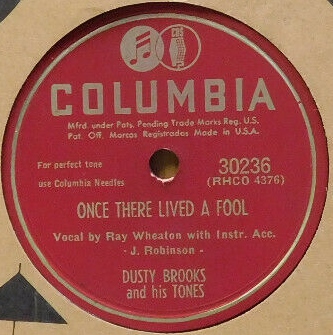 CBS
COLUMBIA
Mfrd. under Pats. Pending Trade Marks Reg. U.S.
Pat. Off. Marcas Registradas Made in U.S.A.
For perfect tone
use Columbia Needles
30236
(RHCO 4376)
ONCE THERE LIVED A FOOL
Vocal by Ray Wheaton with Instr. Acc.
- J. Robinson -
DUSTY BROOKS
and his TONES